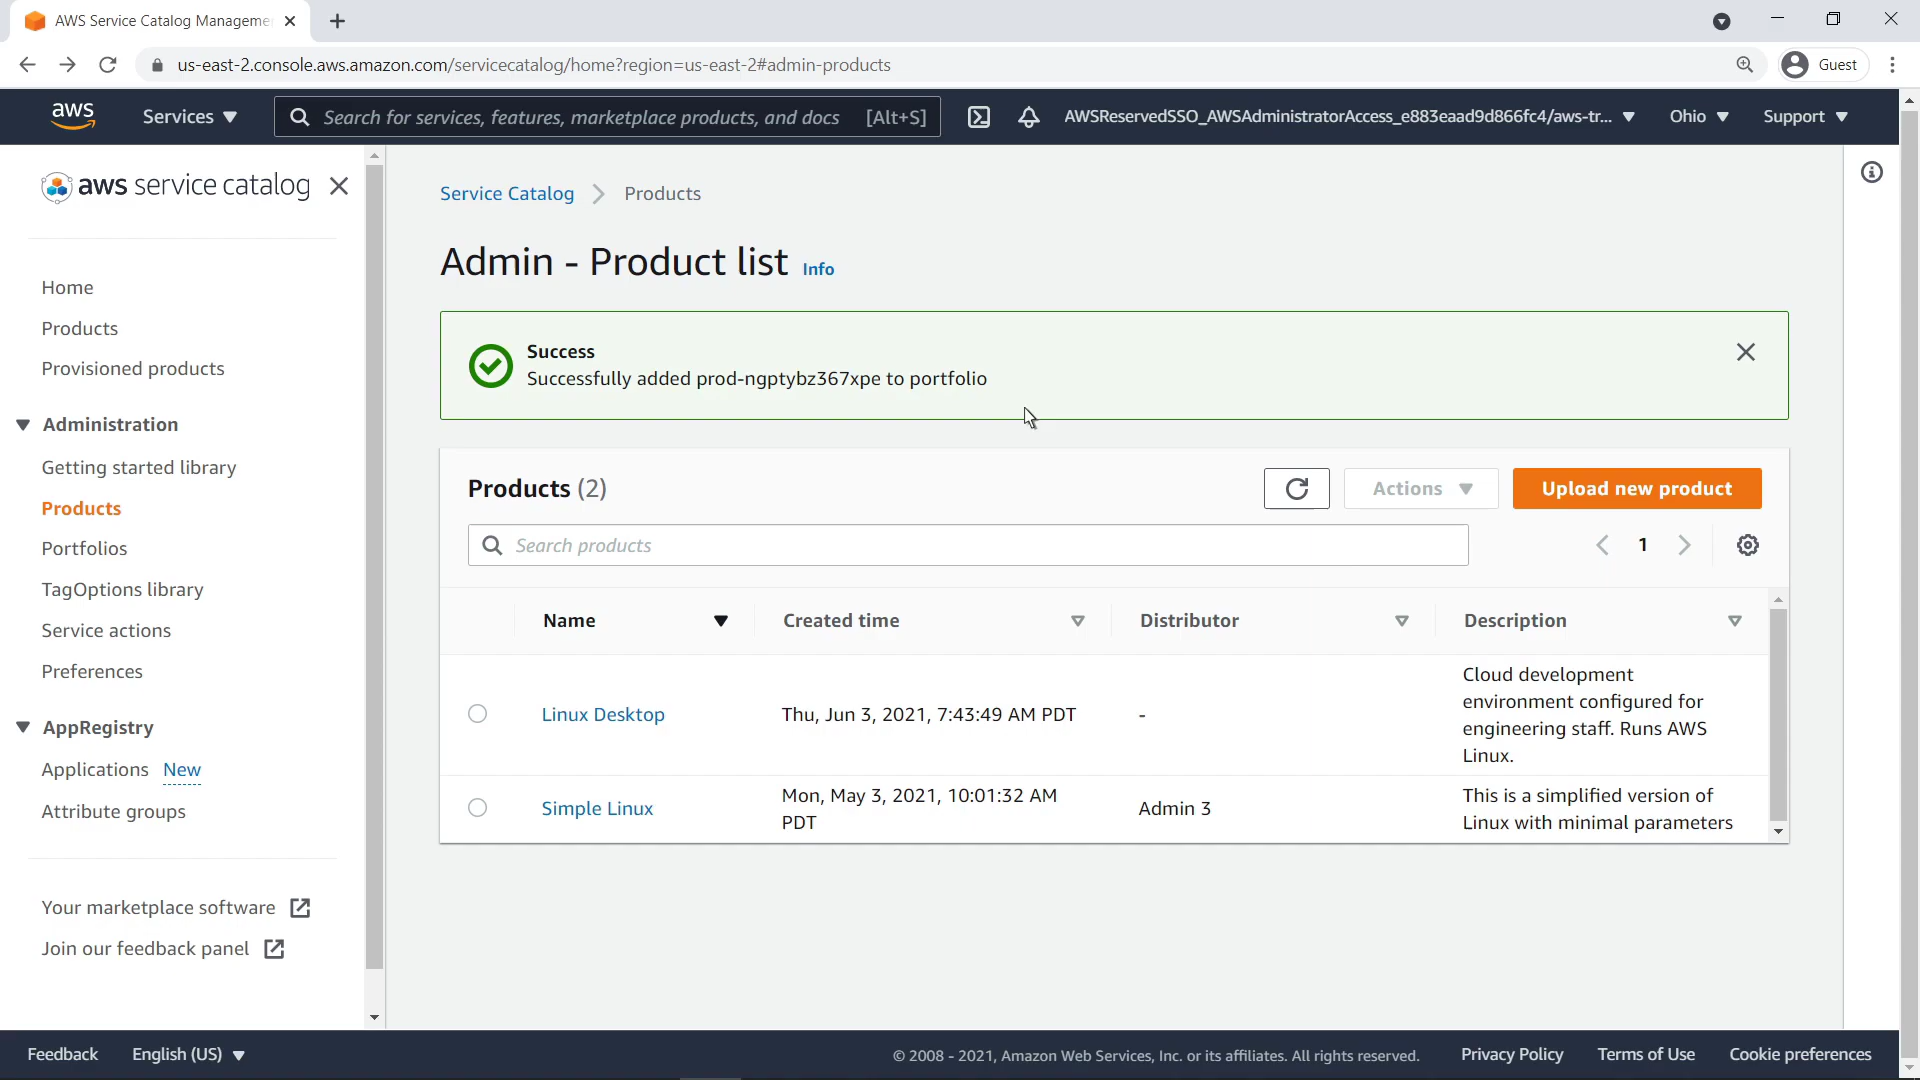 AWS Service Catalog Manageme
us-east-2.console.aws.amazon.com/servicecatalog/home?region=us-east-2#admin-products
Guest
aws
Services
Search for services, features, marketplace products, and docs [Alt+S]
AWSReservedSSO_AWSAdministratorAccess_e883eaad9d866fc4/aws-tr...
Ohio
Support
aws service catalog
Home
Products
Provisioned products
Administration
Getting started library
Products
Portfolios
TagOptions library
Service actions
Preferences
AppRegistry
Applications New
Attribute groups
Your marketplace software
Join our feedback panel
Service Catalog > Products
Admin - Product list Info
Success
Successfully added prod-ngptybz367xpe to portfolio
Products (2)
Actions
Upload new product
Search products
1
Name Created time Distributor Description
Linux Desktop
Thu, Jun 3, 2021, 7:43:49 AM PDT
-
Cloud development
environment configured for
engineering staff. Runs AWS
Linux.
Simple Linux
Mon, May 3, 2021, 10:01:32 AM
PDT
Admin 3
This is a simplified version of
Linux with minimal parameters
Feedback
English (US)
© 2008 - 2021, Amazon Web Services, Inc. or its affiliates. All rights reserved.
Privacy Policy
Terms of Use
Cookie preferences